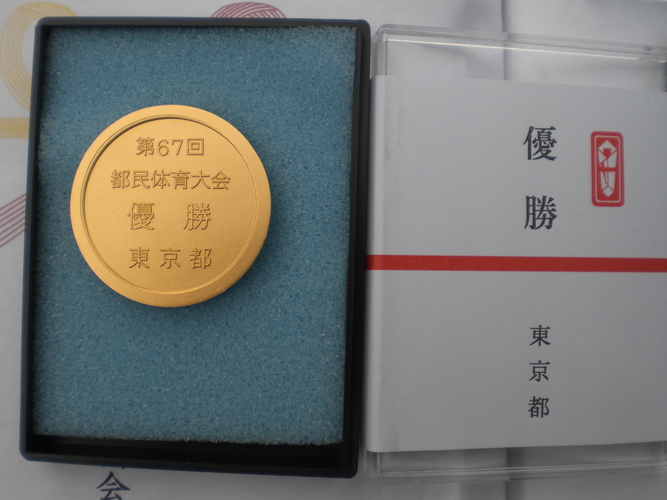 第67回
都民体育大会
優勝
東京都
優勝
東京都
会